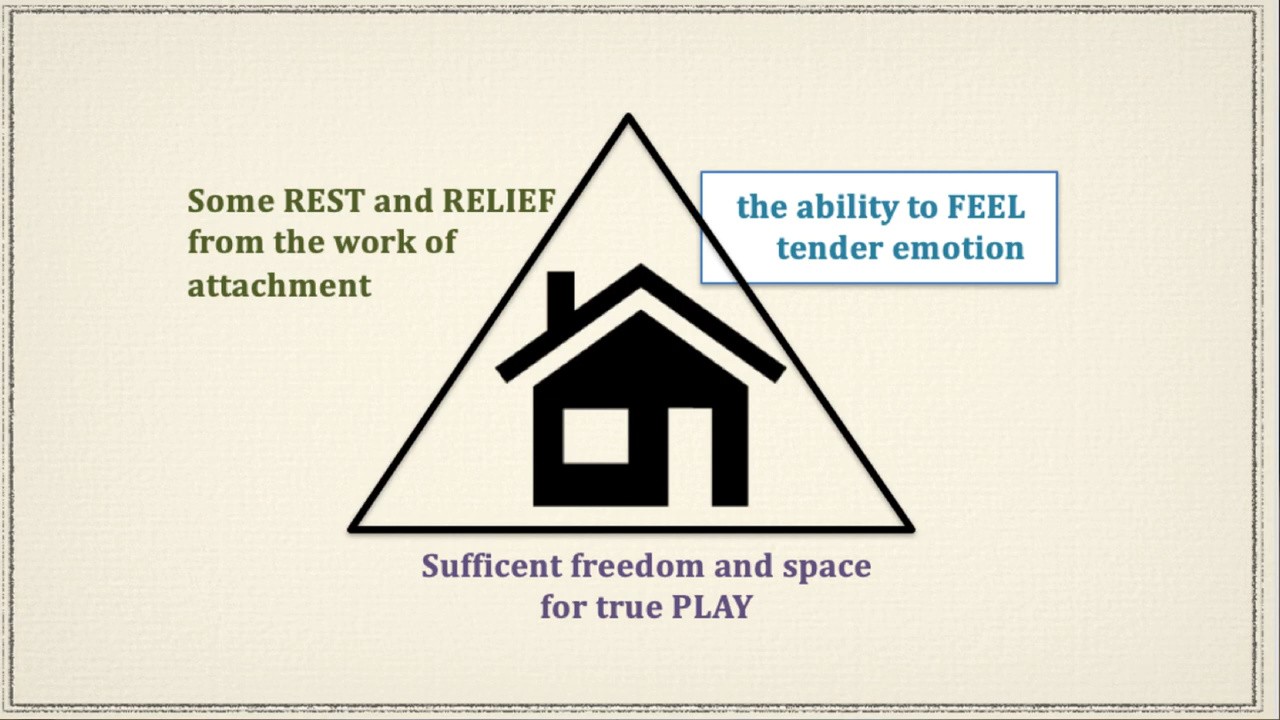 Some REST and RELIEF
from the work of
attachment
the ability to FEEL
tender emotion
Sufficent freedom and space
for true PLAY